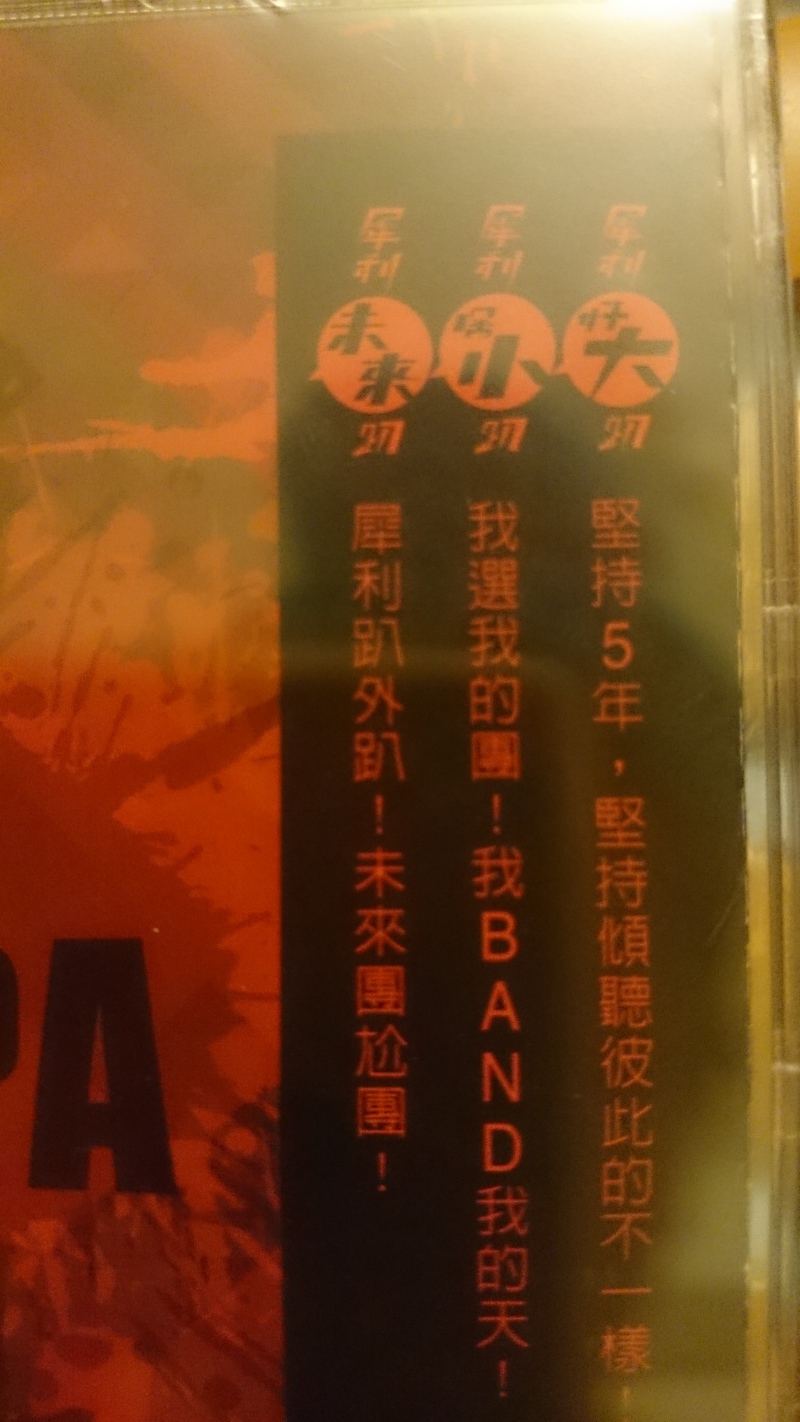 犀利大趴
堅持5年，堅持傾聽彼此的不一樣！
犀利小趴
我選我的團！我BAND我的天！
犀利未來趴
犀利趴外趴！未來團尬團！
PA